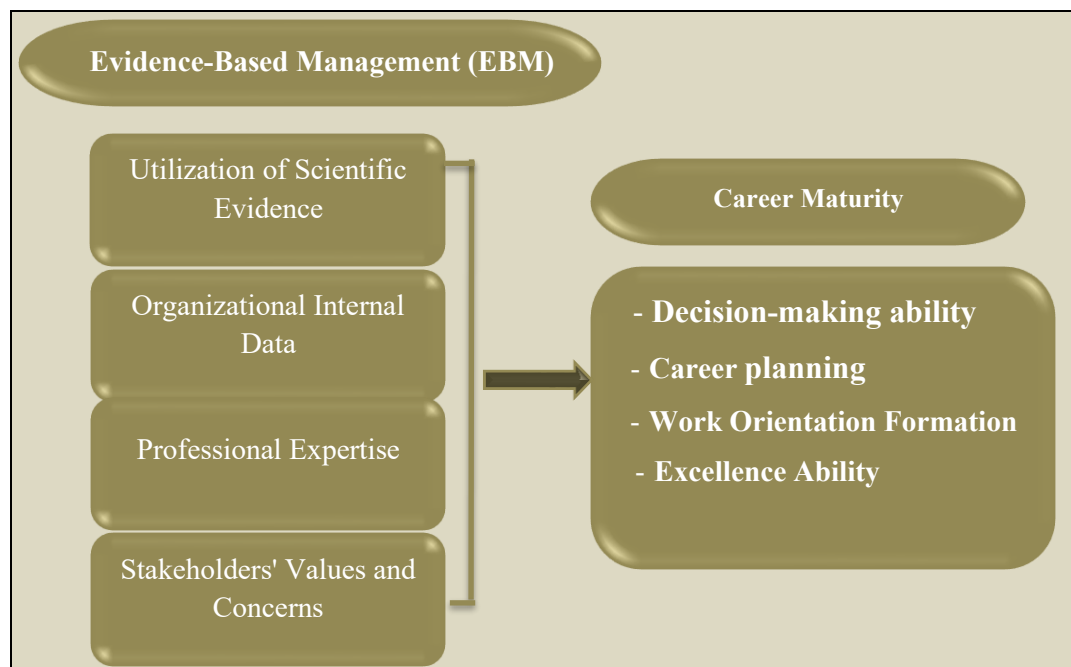 Evidence-Based Management (EBM)
Utilization of Scientific
Evidence
Organizational Internal
Data
Professional Expertise
Stakeholders' Values and
Concerns
Career Maturity
- Decision-making ability
- Career planning
- Work Orientation Formation
- Excellence Ability